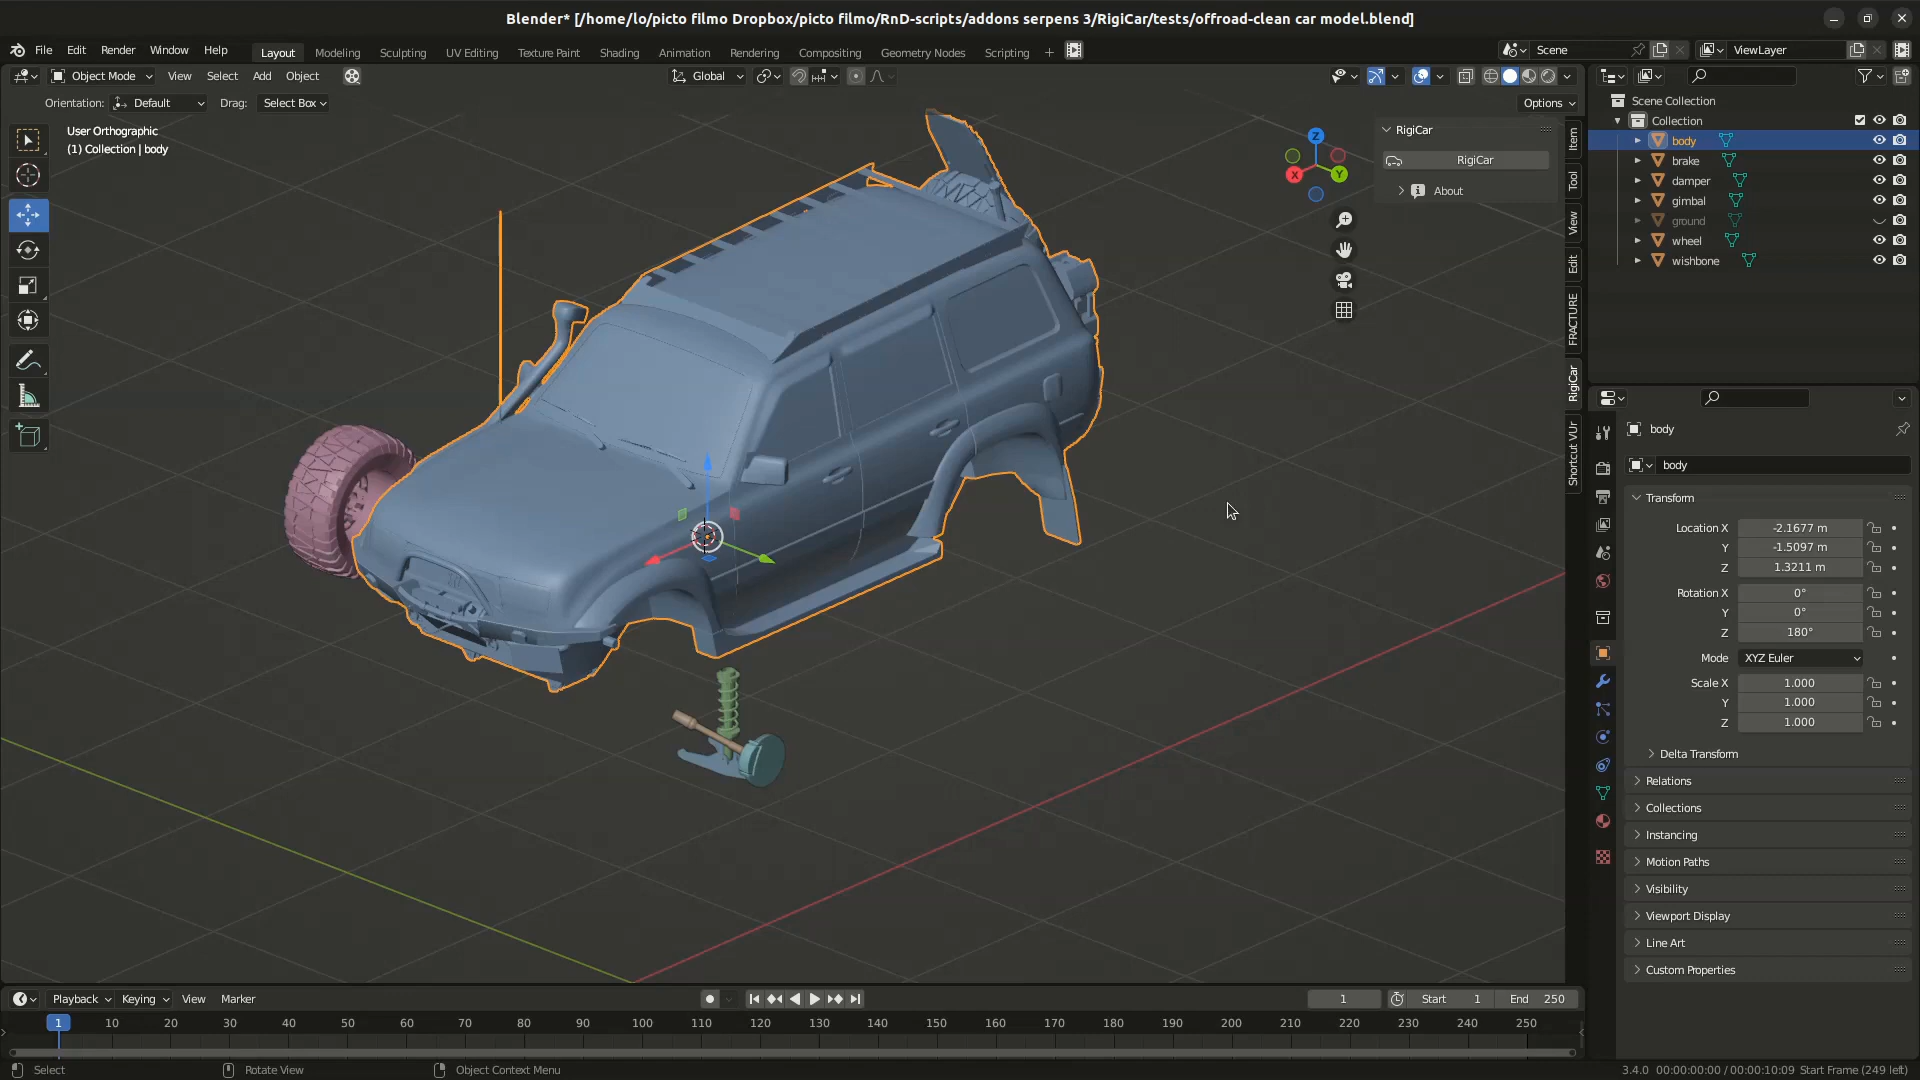 Blender* [/home/lo/picto filmo Dropbox/picto filmo/RnD-scripts/addons serpens 3/RigiCar/tests/offroad-clean car model.blend]
File Edit Render Window Help Layout Modeling Sculpting UV Editing Texture Paint Shading Animation Rendering Compositing Geometry Nodes Scripting + Scene ViewLayer
Object Mode View Select Add Object Global
Orientation: Default Drag: Select Box Options
User Orthographic
(1) Collection | body
RigiCar
RigiCar
About
Z
X
Y
Item
Tool
View
Edit
FRACTURE
RigiCar
Shortcut VUr
Scene Collection
Collection
body
brake
damper
gimbal
ground
wheel
wishbone
body
body
Transform
Location X -2.1677 m
Y -1.5097 m
Z 1.3211 m
Rotation X 0°
Y 0°
Z 180°
Mode XYZ Euler
Scale X 1.000
Y 1.000
Z 1.000
Delta Transform
Relations
Collections
Instancing
Motion Paths
Visibility
Viewport Display
Line Art
Custom Properties
Playback Keying View Marker 1 Start 1 End 250
1 10 20 30 40 50 60 70 80 90 100 110 120 130 140 150 160 170 180 190 200 210 220 230 240 250
Select Rotate View Object Context Menu 3.4.0 00:00:00:00 / 00:00:10:09 Start Frame (249 left)